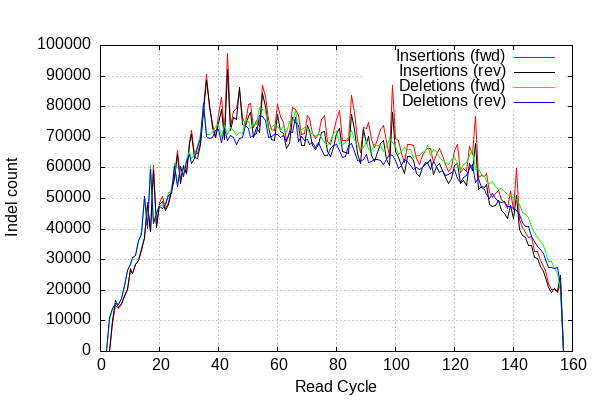 100000
90000
80000
70000
60000
50000
40000
30000
20000
10000
0
Indel count
Insertions (fwd)
Insertions (rev)
Deletions (fwd)
Deletions (rev)
0 20 40 60 80 100 120 140 160
Read Cycle